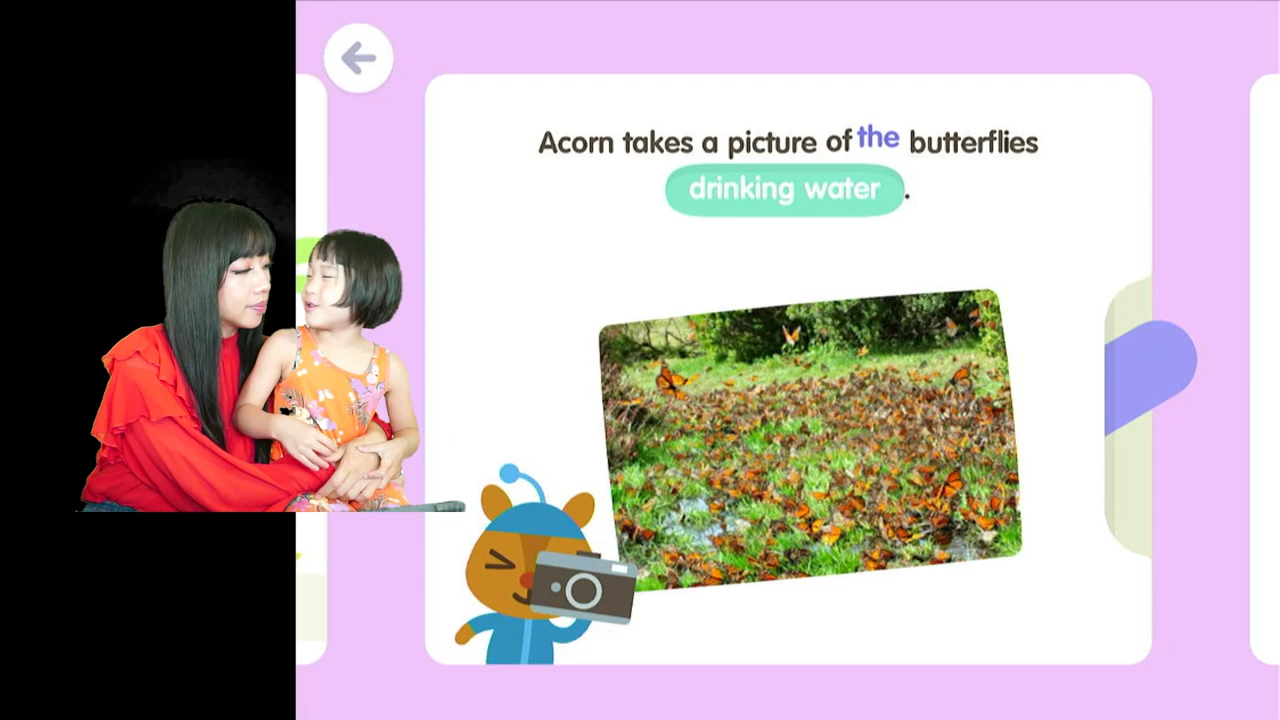 Acorn takes a picture of the butterflies
drinking water.